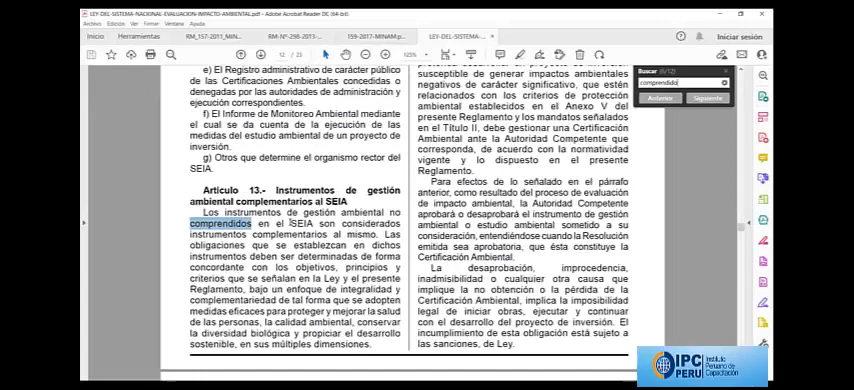 LEY-DEL-SISTEMA-NACIONAL-EVALUACION-IMPACTO-AMBIENTAL.pdf - Adobe Acrobat Reader DC (64-bit)
Archivo Edición Ver Firmar Ventana Ayuda
Inicio Herramientas RM_157-2011_MINA... RM-Nº-298-2013-... 159-2017-MINAM.p... LEY-DEL-SISTEMA-... × Iniciar sesión
12 / 23 125%
Buscar (6/12)
comprendido
Anterior Siguiente
e) El Registro administrativo de carácter público
de las Certificaciones Ambientales concedidas o
denegadas por las autoridades de administración y
ejecución correspondientes.
f) El Informe de Monitoreo Ambiental mediante
el cual se da cuenta de la ejecución de las
medidas del estudio ambiental de un proyecto de
inversión.
g) Otros que determine el organismo rector del
SEIA.
Artículo 13.- Instrumentos de gestión
ambiental complementarios al SEIA
Los instrumentos de gestión ambiental no
comprendidos en el SEIA son considerados
instrumentos complementarios al mismo. Las
obligaciones que se establezcan en dichos
instrumentos deben ser determinadas de forma
concordante con los objetivos, principios y
criterios que se señalan en la Ley y el presente
Reglamento, bajo un enfoque de integralidad y
complementariedad de tal forma que se adopten
medidas eficaces para proteger y mejorar la salud
de las personas, la calidad ambiental, conservar
la diversidad biológica y propiciar el desarrollo
sostenible, en sus múltiples dimensiones.
susceptible de generar impactos ambientales
negativos de carácter significativo, que estén
relacionados con los criterios de protección
ambiental establecidos en el Anexo V del
presente Reglamento y los mandatos señalados
en el Título II, debe gestionar una Certificación
Ambiental ante la Autoridad Competente que
corresponda, de acuerdo con la normatividad
vigente y lo dispuesto en el presente
Reglamento.
Para efectos de lo señalado en el párrafo
anterior, como resultado del proceso de evaluación
de impacto ambiental, la Autoridad Competente
aprobará o desaprobará el instrumento de gestión
ambiental o estudio ambiental sometido a su
consideración, entendiéndose cuando la Resolución
emitida sea aprobatoria, que ésta constituye la
Certificación Ambiental.
La desaprobación, improcedencia,
inadmisibilidad o cualquier otra causa que
implique la no obtención o la pérdida de la
Certificación Ambiental, implica la imposibilidad
legal de iniciar obras, ejecutar y continuar
con el desarrollo del proyecto de inversión. El
incumplimiento de esta obligación está sujeto a
las sanciones, de Ley.
IPC PERU
Instituto
Peruano de
Capacitación